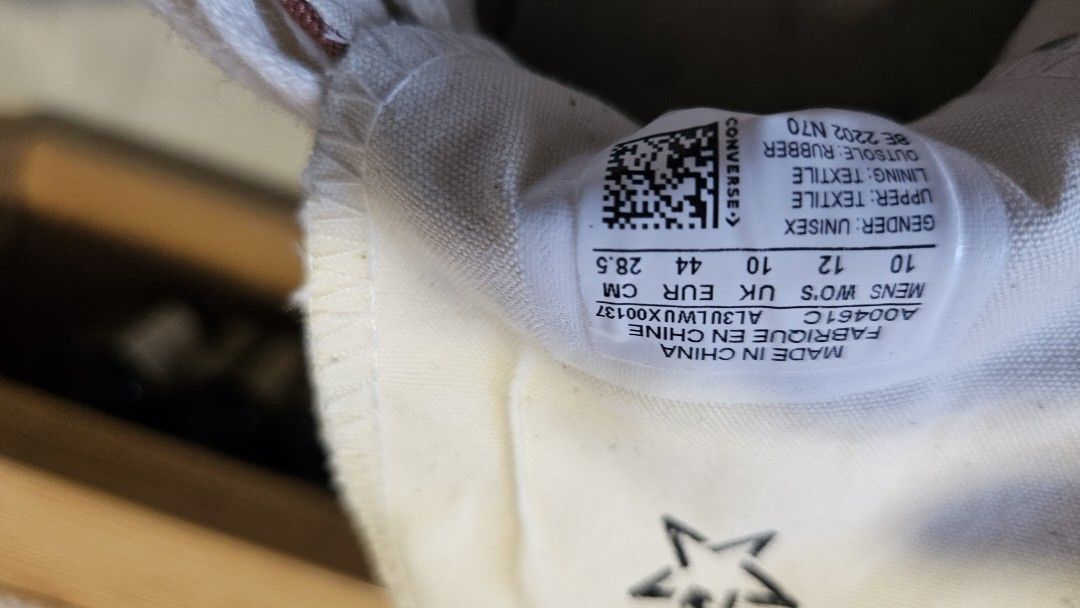 MADE IN CHINA
FABRIQUE EN CHINE
A00461C AL3ULWUX00137
MENS WO'S UK EUR CM
10 12 10 44 28.5
GENDER: UNISEX
UPPER: TEXTILE
LINING: TEXTILE
OUTSOLE: RUBBER
2202 N70
CONVERSE